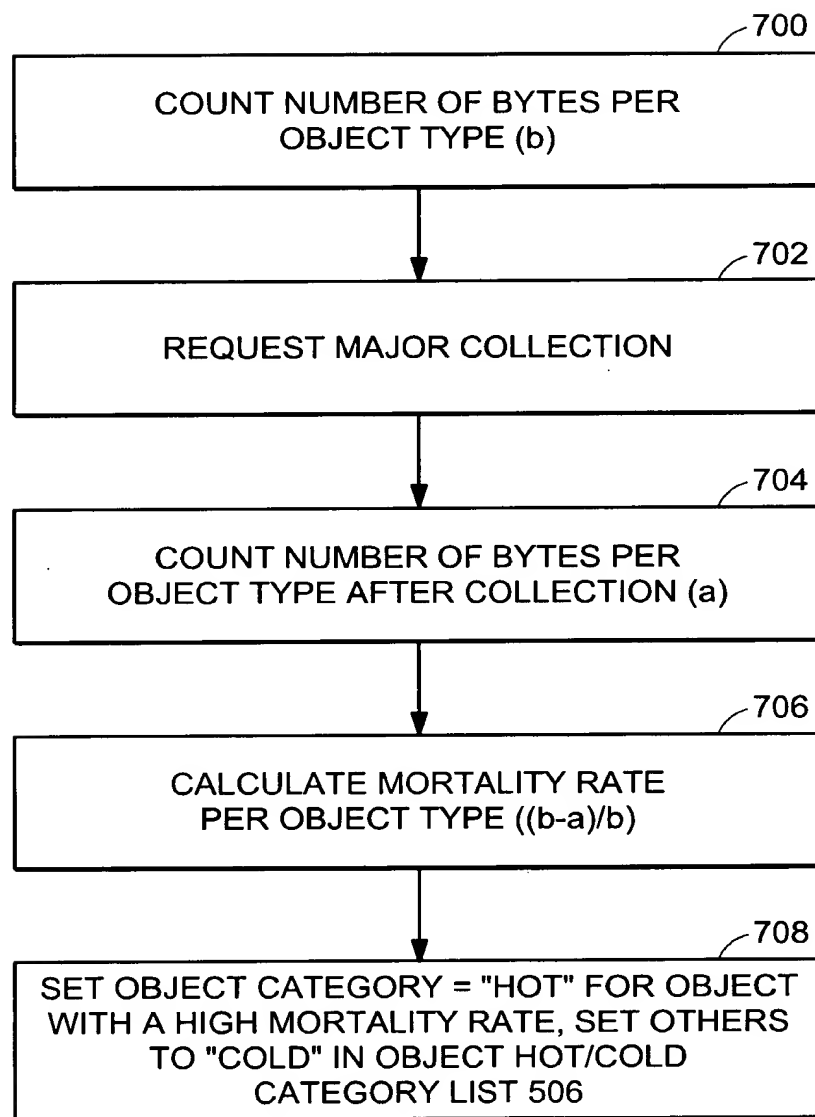 700
COUNT NUMBER OF BYTES PER
OBJECT TYPE (b)
702
REQUEST MAJOR COLLECTION
704
COUNT NUMBER OF BYTES PER
OBJECT TYPE AFTER COLLECTION (a)
706
CALCULATE MORTALITY RATE
PER OBJECT TYPE ((b-a)/b)
708
SET OBJECT CATEGORY = "HOT" FOR OBJECT
WITH A HIGH MORTALITY RATE, SET OTHERS
TO "COLD" IN OBJECT HOT/COLD
CATEGORY LIST 506